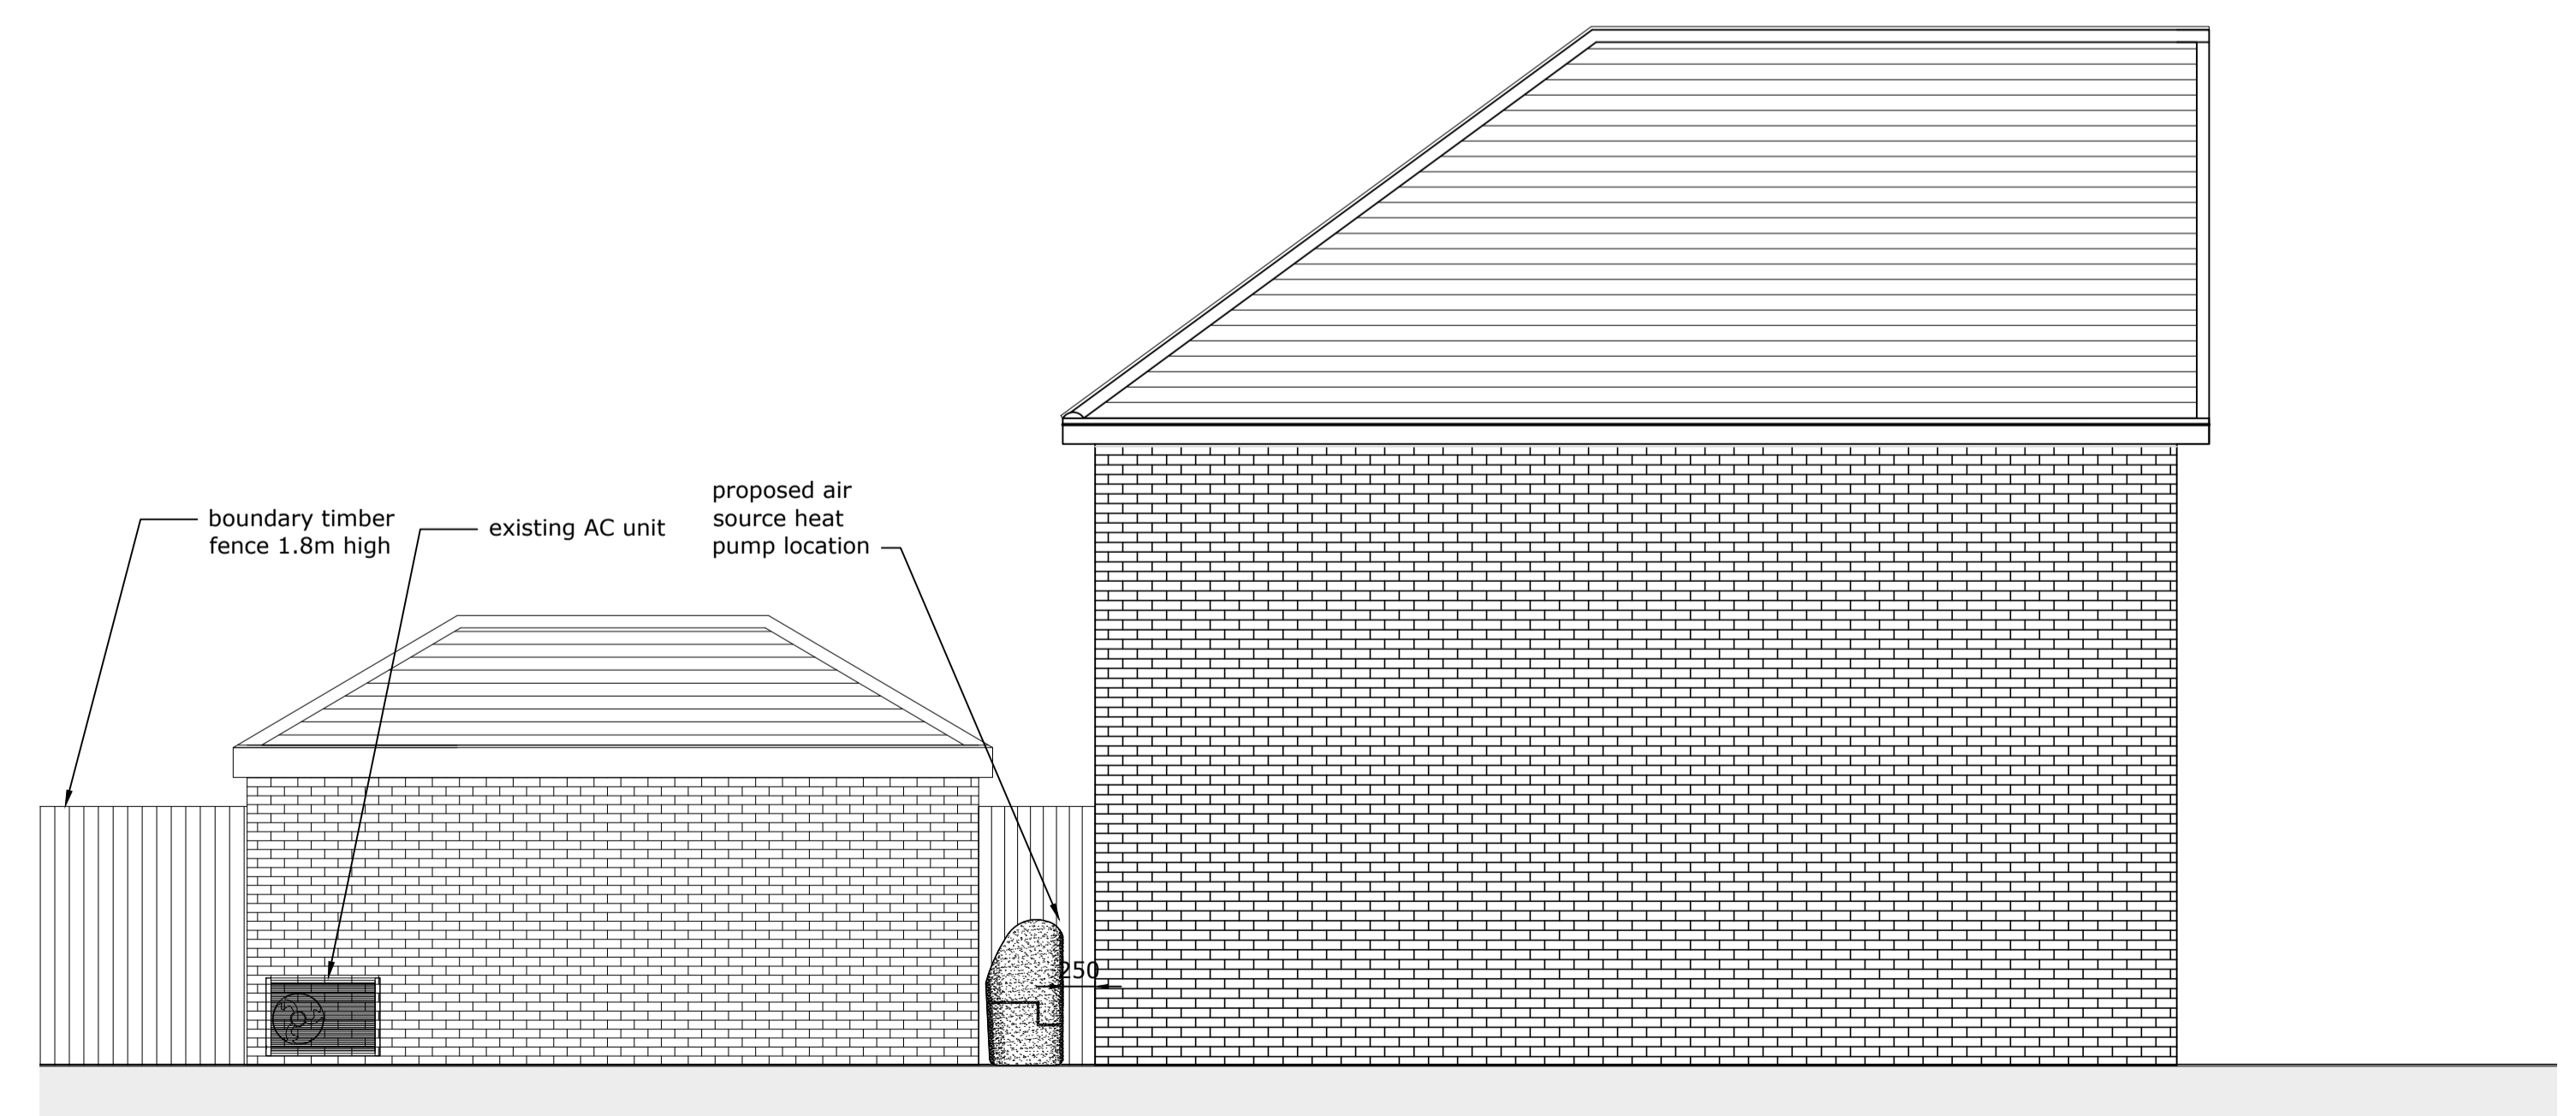 boundary timber
fence 1.8m high
existing AC unit
proposed air
source heat
pump location
250